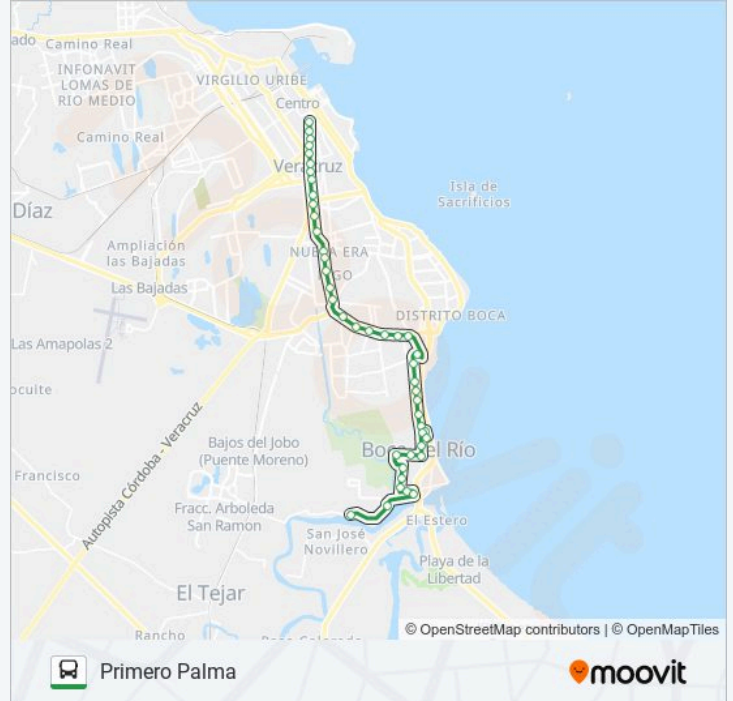 ado
Camino Real
INFONAVIT
LOMAS DE
RIO MEDIO
VIRGILIO URIBE
Centro
Camino Real
Veracruz
Isla de
Sacrificios
Díaz
Ampliación
las Bajadas
NUEVA ERA
Las Bajadas
DISTRITO BOCA
Las Amapolas 2
ocuite
Autopista Córdoba - Veracruz
Bajos del Jobo
(Puente Moreno)
Boca del Río
Francisco
Fracc. Arboleda
San Ramon
El Estero
San José
Novillero
Playa de la
Libertad
El Tejar
Rancho
© OpenStreetMap contributors | © OpenMapTiles
Primero Palma
moovit